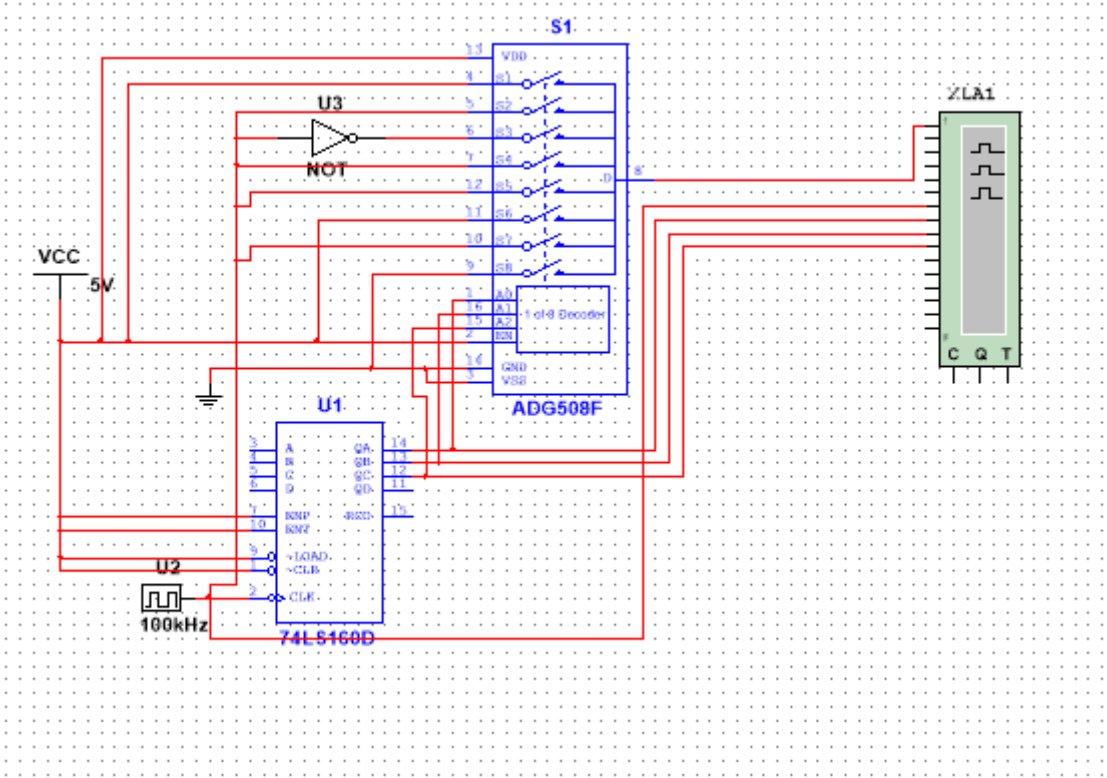 S1
XLA1
13
VDD
4
S1
5
S2
U3
6
S3
NOT
7
S4
12
S5
8
D
11
S6
10
S7
9
S8
VCC
5V
1
A0
16
A1
15
A2
2
EN
1 of 8 Decoder
14
GND
3
VSS
C Q T
ADG508F
U1
3
A
QA
14
4
B
QB
13
5
C
QC
12
6
D
QD
11
7
ENP
RCO
15
10
ENT
9
~LOAD
1
~CLR
U2
2
CLK
100kHz
74LS160D